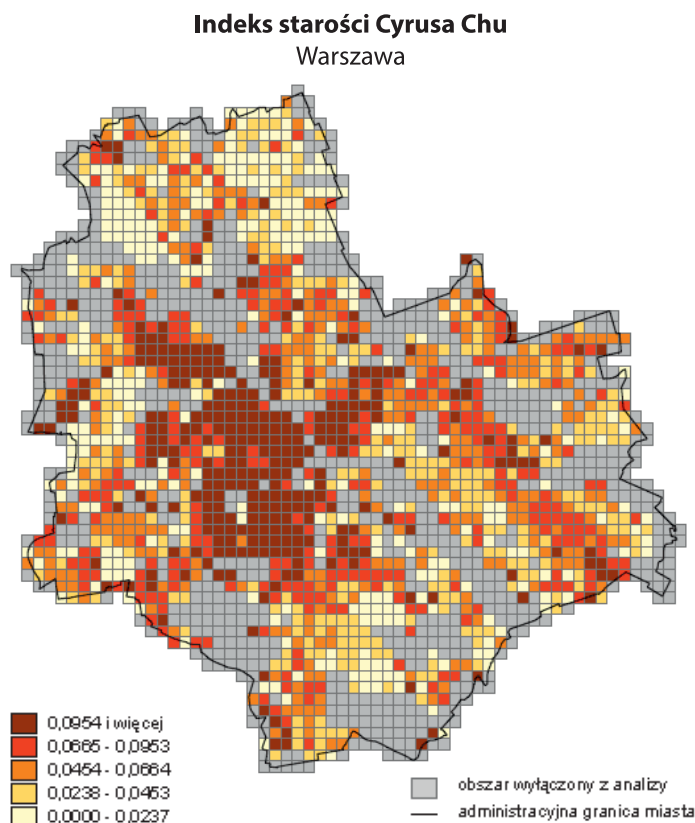 Indeks starości Cyrusa Chu
Warszawa
0,0954 i więcej
0,0665 - 0,0953
0,0454 - 0,0664
0,0238 - 0,0453
0,0000 - 0,0237
obszar wyłączony z analizy
administracyjna granica miasta